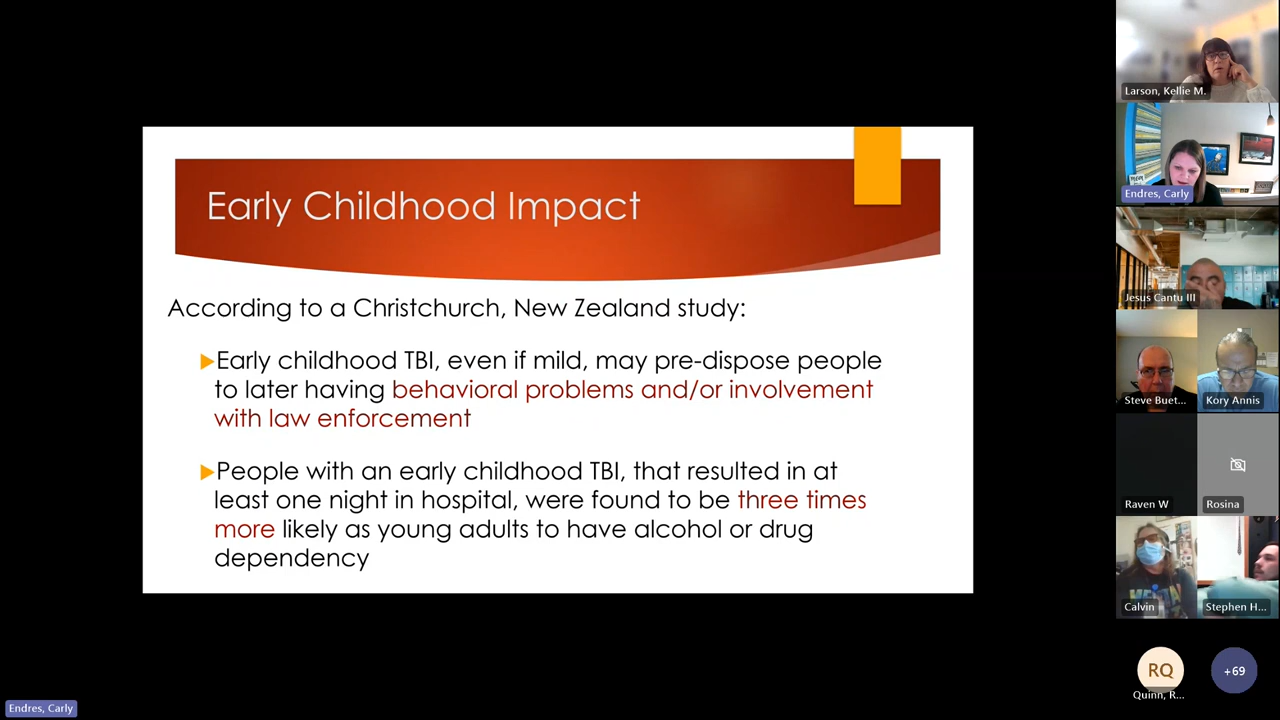 Early Childhood Impact
According to a Christchurch, New Zealand study:
Early childhood TBI, even if mild, may pre-dispose people
to later having behavioral problems and/or involvement
with law enforcement
People with an early childhood TBI, that resulted in at
least one night in hospital, were found to be three times
more likely as young adults to have alcohol or drug
dependency
Larson, Kellie M.
Endres, Carly
Jesus Cantu III
Steve Buet...
Kory Annis
Raven W
Rosina
Calvin
Stephen H...
RQ
Quinn, R...
+69
Endres, Carly